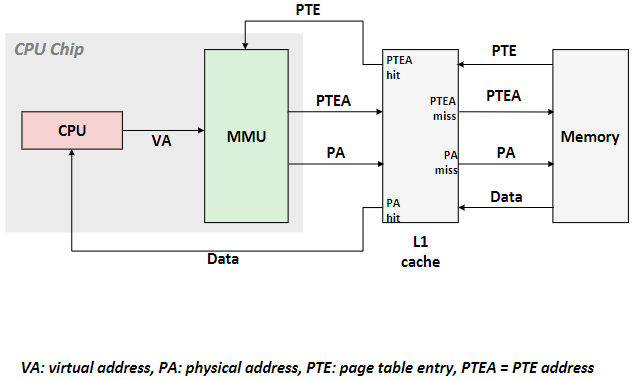 PTE
CPU Chip
PTEA
hit
PTE
PTEA
PTEA
miss
PTEA
CPU
VA
MMU
Memory
PA
PA
miss
PA
PA
hit
Data
L1
cache
Data
VA: virtual address, PA: physical address, PTE: page table entry, PTEA = PTE address